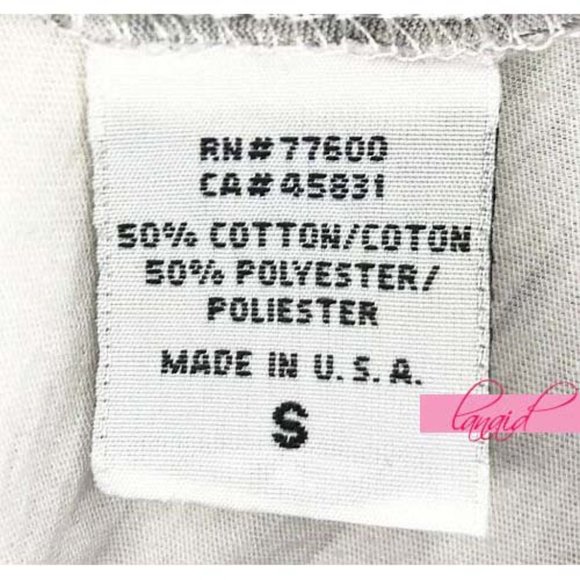 RN#77600
CA#45831
50% COTTON/COTON
50% POLYESTER/
POLIESTER
MADE IN U.S.A.
S
lanaid